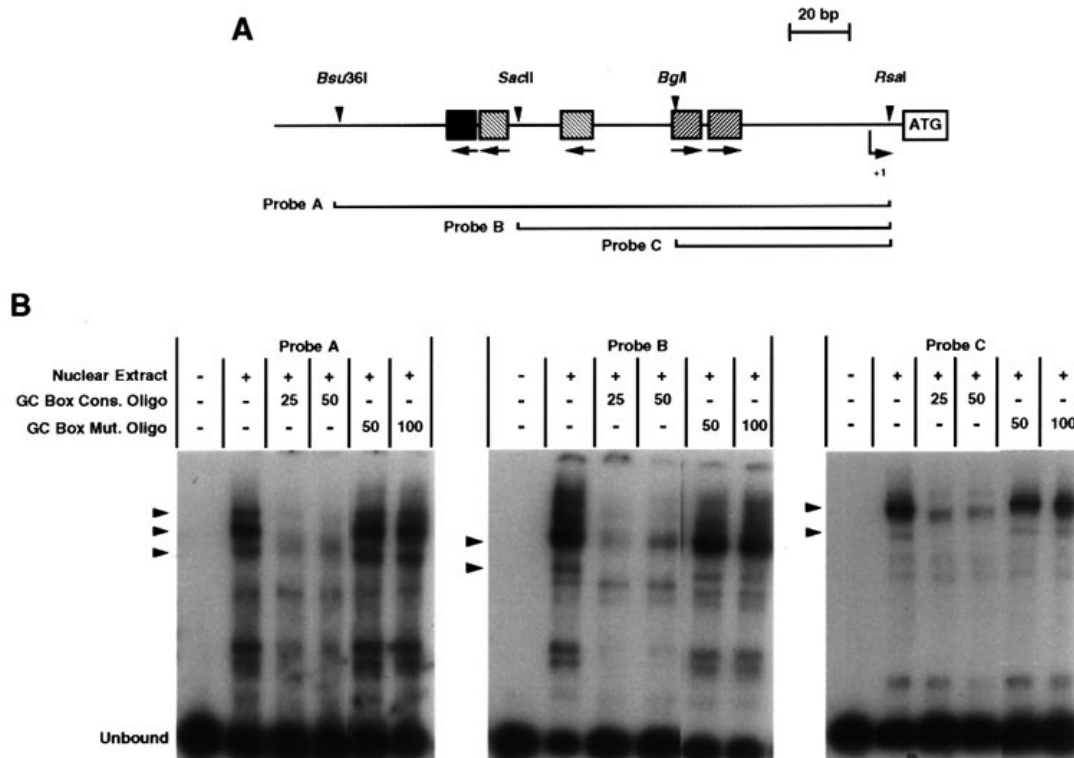 A
20 bp
Bsu36I SacII BglI RsaI
ATG
+1
Probe A
Probe B
Probe C
B
Probe A
Nuclear Extract - + + + + +
GC Box Cons. Oligo - - 25 50 - -
GC Box Mut. Oligo - - - - 50 100
Probe B
- + + + + +
- - 25 50 - -
- - - - 50 100
Probe C
- + + + + +
- - 25 50 - -
- - - - 50 100
Unbound